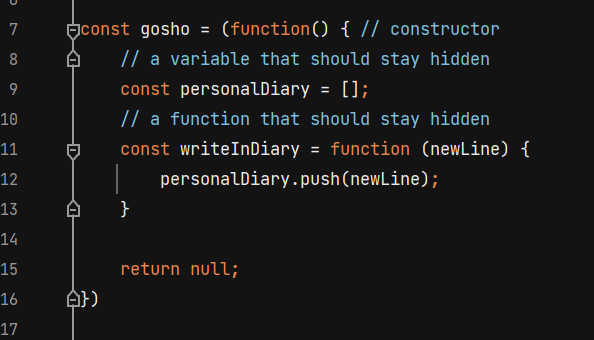 7 const gosho = (function() { // constructor
8     // a variable that should stay hidden
9     const personalDiary = [];
10     // a function that should stay hidden
11     const writeInDiary = function (newLine) {
12         personalDiary.push(newLine);
13     }
14
15     return null;
16 })
17